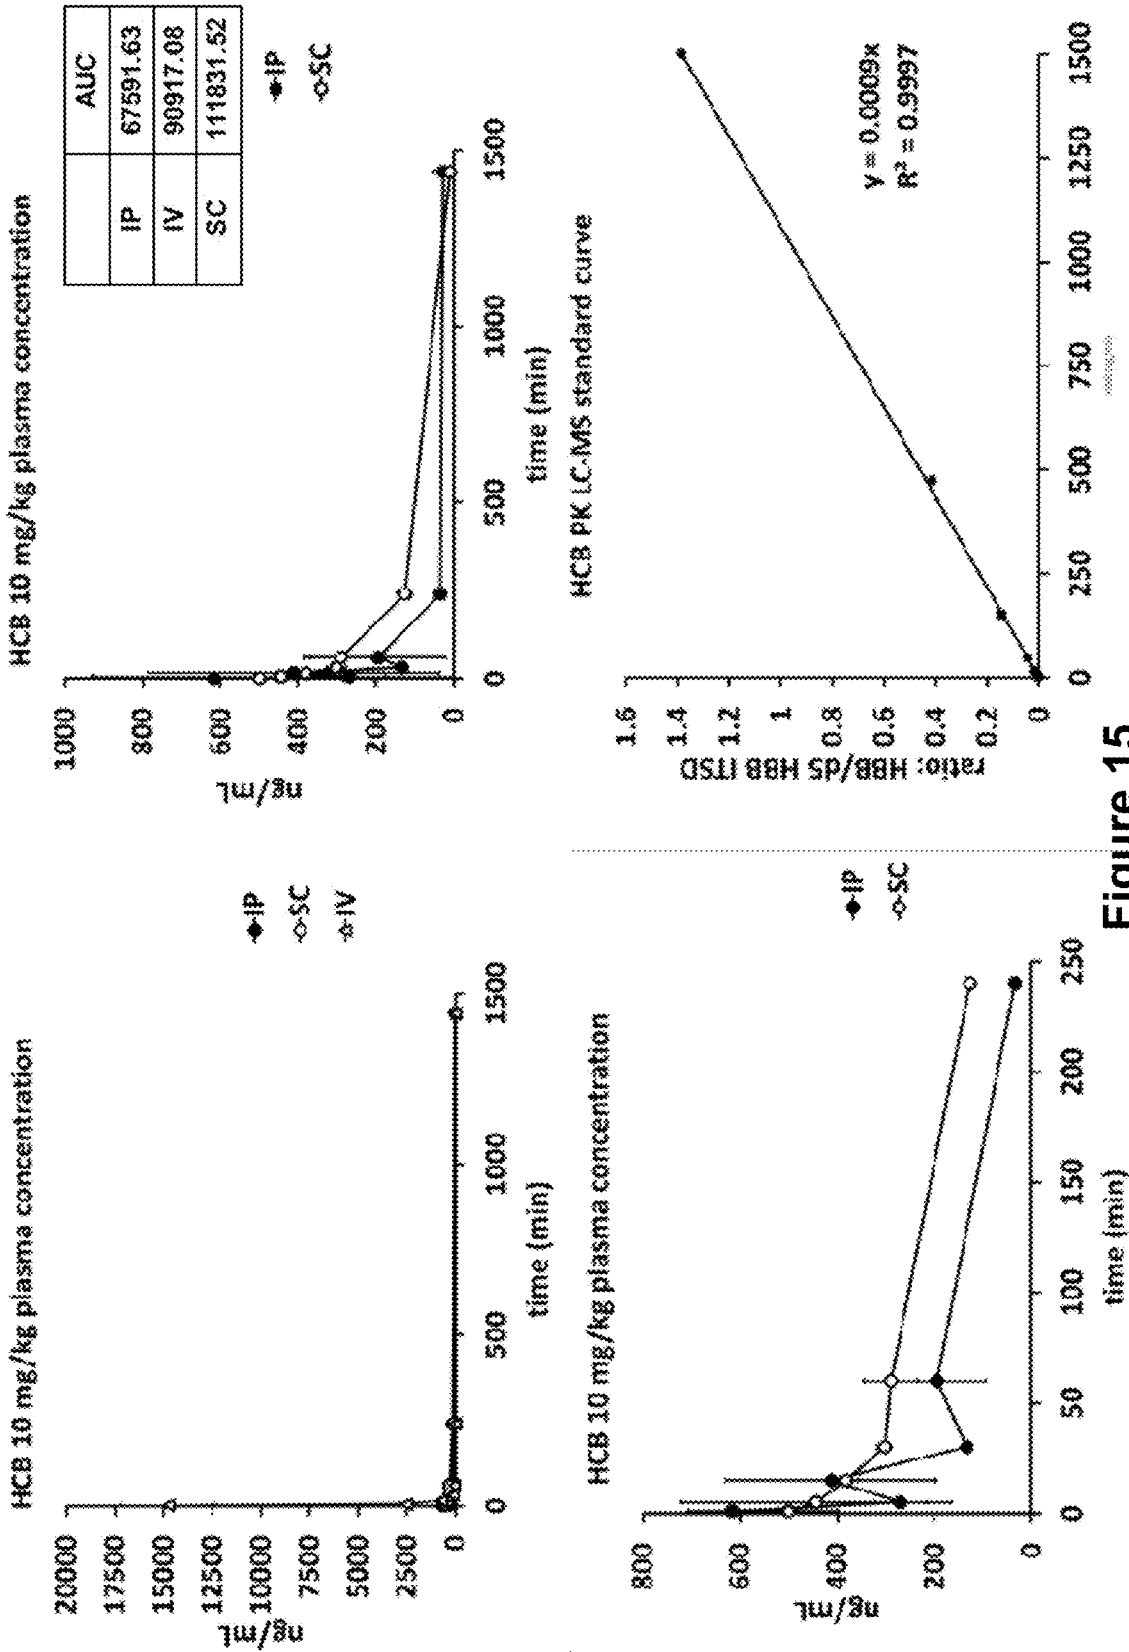 HCB 10 mg/kg plasma concentration
20000
17500
15000
12500
10000
7500
5000
2500
0
ng/mL
0
500
1000
1500
time (min)
IP
SC
IV
HCB 10 mg/kg plasma concentration
1000
800
600
400
200
0
ng/mL
0
500
1000
1500
time (min)
AUC
IP 67591.63
IV 90917.08
SC 111831.52
IP
SC
HCB 10 mg/kg plasma concentration
800
600
400
200
0
ng/mL
0
50
100
150
200
250
time (min)
IP
SC
HCB PK LC-MS standard curve
1.6
1.4
1.2
1
0.8
0.6
0.4
0.2
0
ratio: HBB/d5 HBB ITSD
0
250
500
750
1000
1250
1500
y = 0.0009x
R² = 0.9997
Figure 15